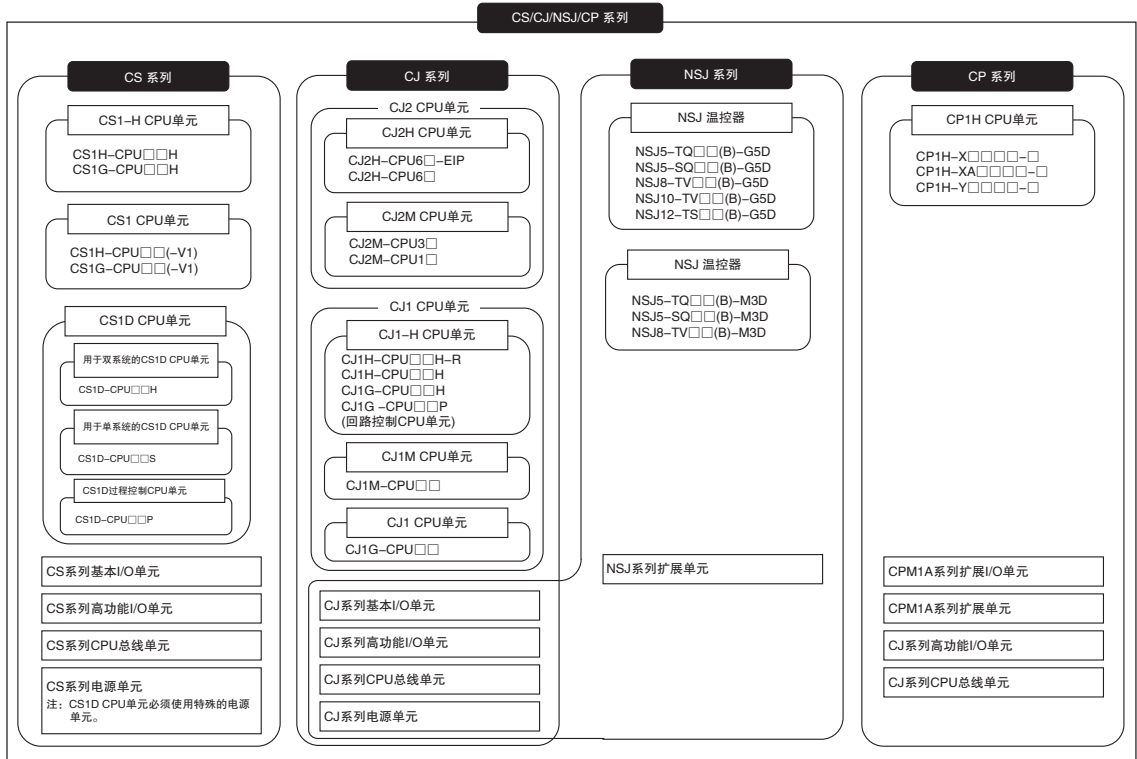 CS/CJ/NSJ/CP 系列
CS 系列
CS1–H CPU单元
CS1H–CPU□□H
CS1G–CPU□□H
CS1 CPU单元
CS1H–CPU□□(–V1)
CS1G–CPU□□(–V1)
CS1D CPU单元
用于双系统的CS1D CPU单元
CS1D–CPU□□H
用于单系统的CS1D CPU单元
CS1D–CPU□□S
CS1D过程控制CPU单元
CS1D–CPU□□P
CS系列基本I/O单元
CS系列高功能I/O单元
CS系列CPU总线单元
CS系列电源单元
注：CS1D CPU单元必须使用特殊的电源
单元。
CJ 系列
CJ2 CPU单元
CJ2H CPU单元
CJ2H–CPU6□–EIP
CJ2H–CPU6□
CJ2M CPU单元
CJ2M–CPU3□
CJ2M–CPU1□
CJ1 CPU单元
CJ1–H CPU单元
CJ1H–CPU□□H–R
CJ1H–CPU□□H
CJ1G–CPU□□H
CJ1G –CPU□□P
(回路控制CPU单元)
CJ1M CPU单元
CJ1M–CPU□□
CJ1 CPU单元
CJ1G–CPU□□
CJ系列基本I/O单元
CJ系列高功能I/O单元
CJ系列CPU总线单元
CJ系列电源单元
NSJ 系列
NSJ 温控器
NSJ5–TQ□□(B)–G5D
NSJ5–SQ□□(B)–G5D
NSJ8–TV□□(B)–G5D
NSJ10–TV□□(B)–G5D
NSJ12–TS□□(B)–G5D
NSJ 温控器
NSJ5–TQ□□(B)–M3D
NSJ5–SQ□□(B)–M3D
NSJ8–TV□□(B)–M3D
NSJ系列扩展单元
CP 系列
CP1H CPU单元
CP1H–X□□□□–□
CP1H–XA□□□□–□
CP1H–Y□□□□–□
CPM1A系列扩展I/O单元
CPM1A系列扩展单元
CJ系列高功能I/O单元
CJ系列CPU总线单元